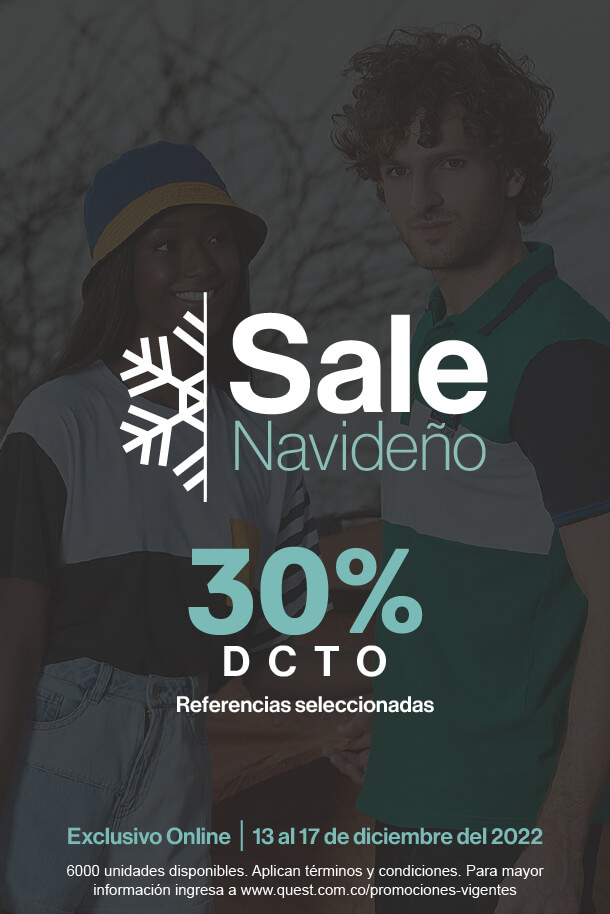 Sale
Navideño
30%
DCTO
Referencias seleccionadas
Exclusivo Online | 13 al 17 de diciembre del 2022
6000 unidades disponibles. Aplican términos y condiciones. Para mayor
información ingresa a www.quest.com.co/promociones-vigentes